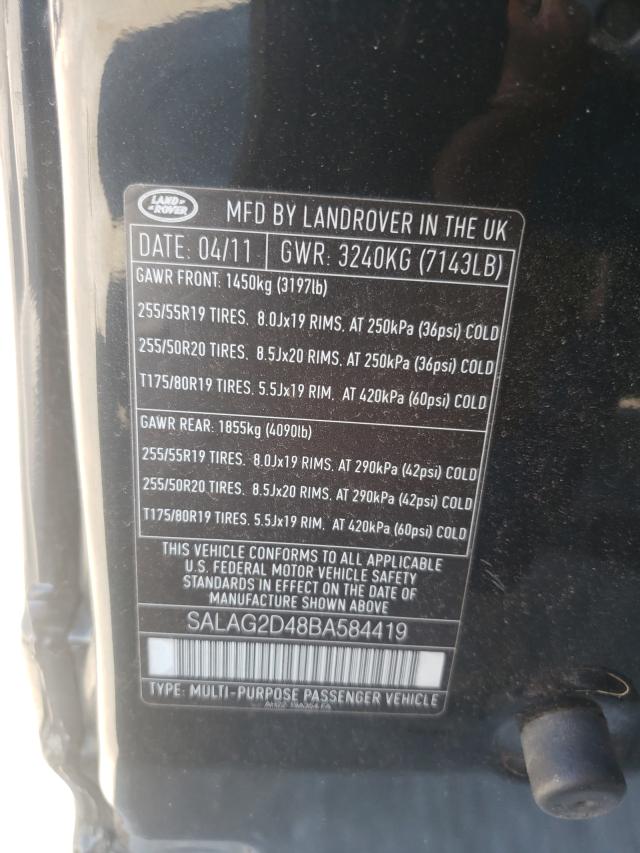 LAND ROVER
MFD BY LANDROVER IN THE UK
DATE: 04/11 GWR: 3240KG (7143LB)
GAWR FRONT: 1450kg (3197lb)
255/55R19 TIRES. 8.0Jx19 RIMS, AT 250kPa (36psi) COLD
255/50R20 TIRES. 8.5Jx20 RIMS, AT 250kPa (36psi) COLD
T175/80R19 TIRES. 5.5Jx19 RIM, AT 420kPa (60psi) COLD
GAWR REAR: 1855kg (4090lb)
255/55R19 TIRES. 8.0Jx19 RIMS, AT 290kPa (42psi) COLD
255/50R20 TIRES. 8.5Jx20 RIMS, AT 290kPa (42psi) COLD
T175/80R19 TIRES. 5.5Jx19 RIM, AT 420kPa (60psi) COLD
THIS VEHICLE CONFORMS TO ALL APPLICABLE
U.S. FEDERAL MOTOR VEHICLE SAFETY
STANDARDS IN EFFECT ON THE DATE OF
MANUFACTURE SHOWN ABOVE
SALAG2D48BA584419
TYPE: MULTI-PURPOSE PASSENGER VEHICLE